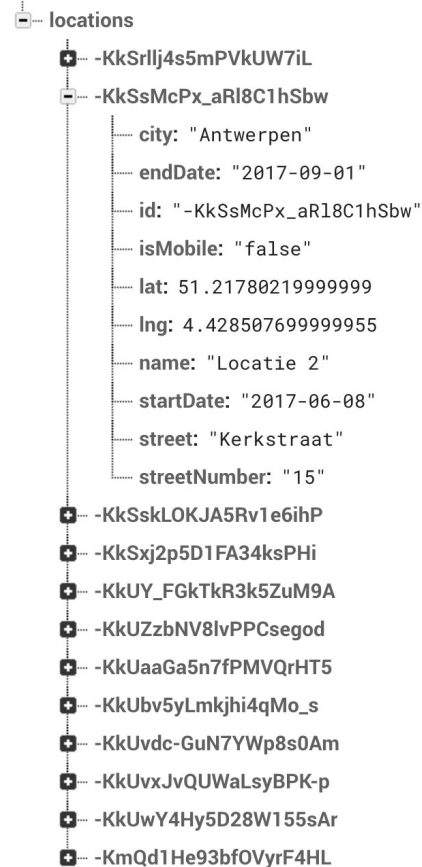 locations
-KkSrllj4s5mPVkUW7iL
-KkSsMcPx_aRl8C1hSbw
city: "Antwerpen"
endDate: "2017-09-01"
id: "-KkSsMcPx_aRl8C1hSbw"
isMobile: "false"
lat: 51.21780219999999
lng: 4.428507699999955
name: "Locatie 2"
startDate: "2017-06-08"
street: "Kerkstraat"
streetNumber: "15"
-KkSskLOKJA5Rv1e6ihP
-KkSxj2p5D1FA34ksPHi
-KkUY_FGkTkR3k5ZuM9A
-KkUZzbNV8lvPPCsegod
-KkUaaGa5n7fPMVQrHT5
-KkUbv5yLmkjhi4qMo_s
-KkUvdc-GuN7YWp8s0Am
-KkUvxJvQUWaLsyBPK-p
-KkUwY4Hy5D28W155sAr
-KmQd1He93bfOVyrF4HL